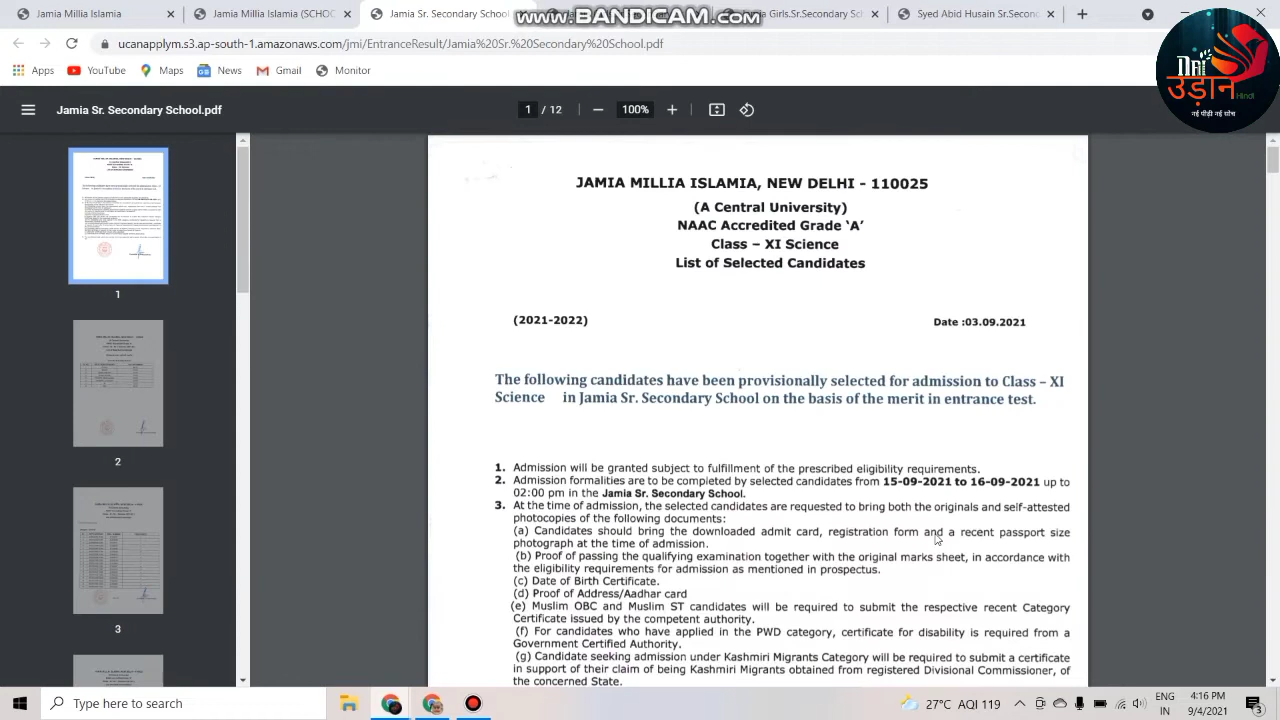 www.BANDICAM.com
Jamia Sr. Secondary School.pdf
Girls.Sr.Second
Syed Abid Husain Sr.Second
ucanapplym.s3.ap-south-1.amazonaws.com/jmi/EntranceResult/Jamia%20Sr.%20Secondary%20School.pdf
Apps YouTube Maps News Gmail Monitor
नई
उड़ान Hindi
नई पीढ़ी नई सोच
Jamia Sr. Secondary School.pdf 1 / 12 100%
JAMIA MILLIA ISLAMIA, NEW DELHI - 110025
(A Central University)
NAAC Accredited Grade ‘A’
Class – XI Science
List of Selected Candidates
(2021-2022) Date :03.09.2021
The following candidates have been provisionally selected for admission to Class – XI
Science in Jamia Sr. Secondary School on the basis of the merit in entrance test.
1. Admission will be granted subject to fulfillment of the prescribed eligibility requirements.
2. Admission formalities are to be completed by selected candidates from 15-09-2021 to 16-09-2021 up to
02:00 pm in the Jamia Sr. Secondary School.
3. At the time of admission, the selected candidates are requested to bring both the originals and self-attested
photocopies of the following documents:
(a) Candidates should bring the downloaded admit card, registration form and a recent passport size
photograph at the time of admission.
(b) Proof of passing the qualifying examination together with the original marks sheet, in accordance with
the eligibility requirements for admission as mentioned in prospectus.
(c) Date of Birth Certificate.
(d) Proof of Address/Aadhar card
(e) Muslim OBC and Muslim ST candidates will be required to submit the respective recent Category
Certificate issued by the competent authority.
(f) For candidates who have applied in the PWD category, certificate for disability is required from a
Government Certified Authority.
(g) Candidate seeking admission under Kashmiri Migrants Category will be required to submit a certificate
in support of their claim of being Kashmiri Migrants obtained from registered Divisional Commissioner, of
the concerned State.
1
2
3
Type here to search
27°C AQI 119
ENG
IN
4:16 PM
9/4/2021
3